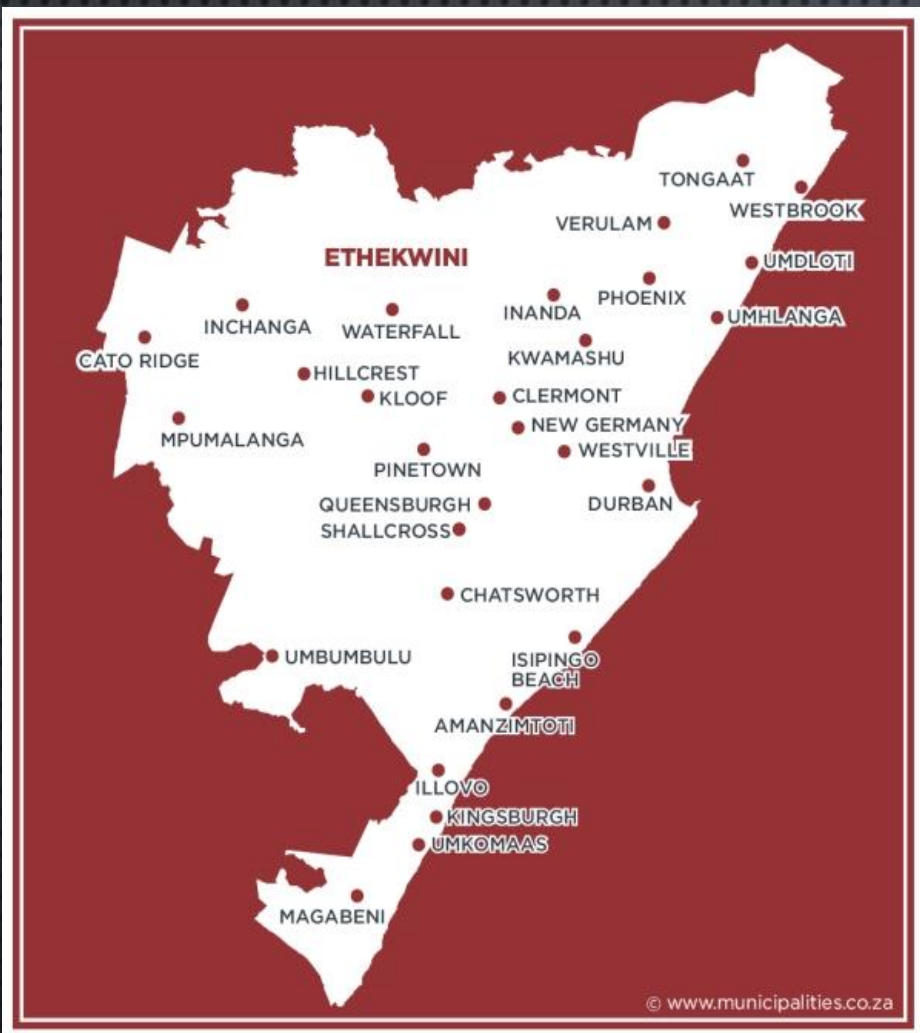 TONGAAT
WESTBROOK
VERULAM
ETHEKWINI
UMDLOTI
PHOENIX
INCHANGA
WATERFALL
INANDA
UMHLANGA
CATO RIDGE
KWAMASHU
HILLCREST
KLOOF
CLERMONT
MPUMALANGA
NEW GERMANY
WESTVILLE
PINETOWN
QUEENSBURGH
DURBAN
SHALLCROSS
CHATSWORTH
UMBUMBULU
ISIPINGO
BEACH
AMANZIMTOTI
ILLOVO
KINGSBURGH
UMKOMAAS
MAGABENI
© www.municipalities.co.za